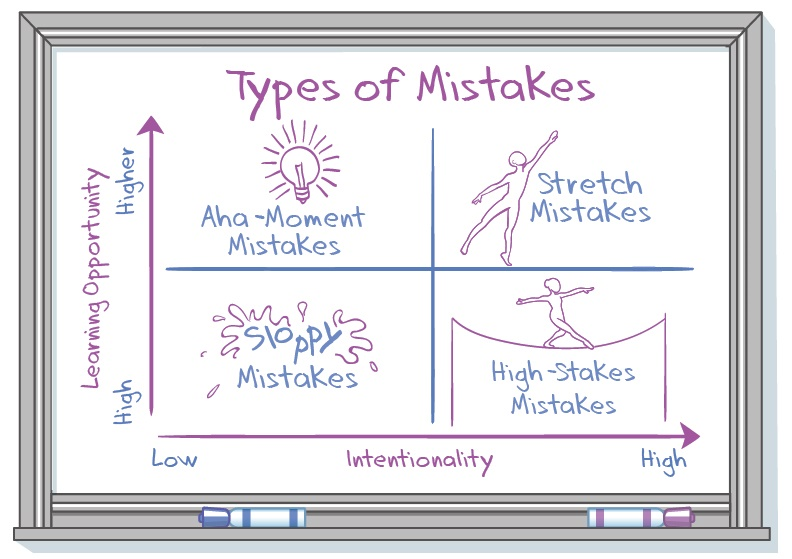 Types of Mistakes
Learning Opportunity
Higher
High
Aha-Moment
Mistakes
Stretch
Mistakes
Sloppy
Mistakes
High-Stakes
Mistakes
Low
Intentionality
High